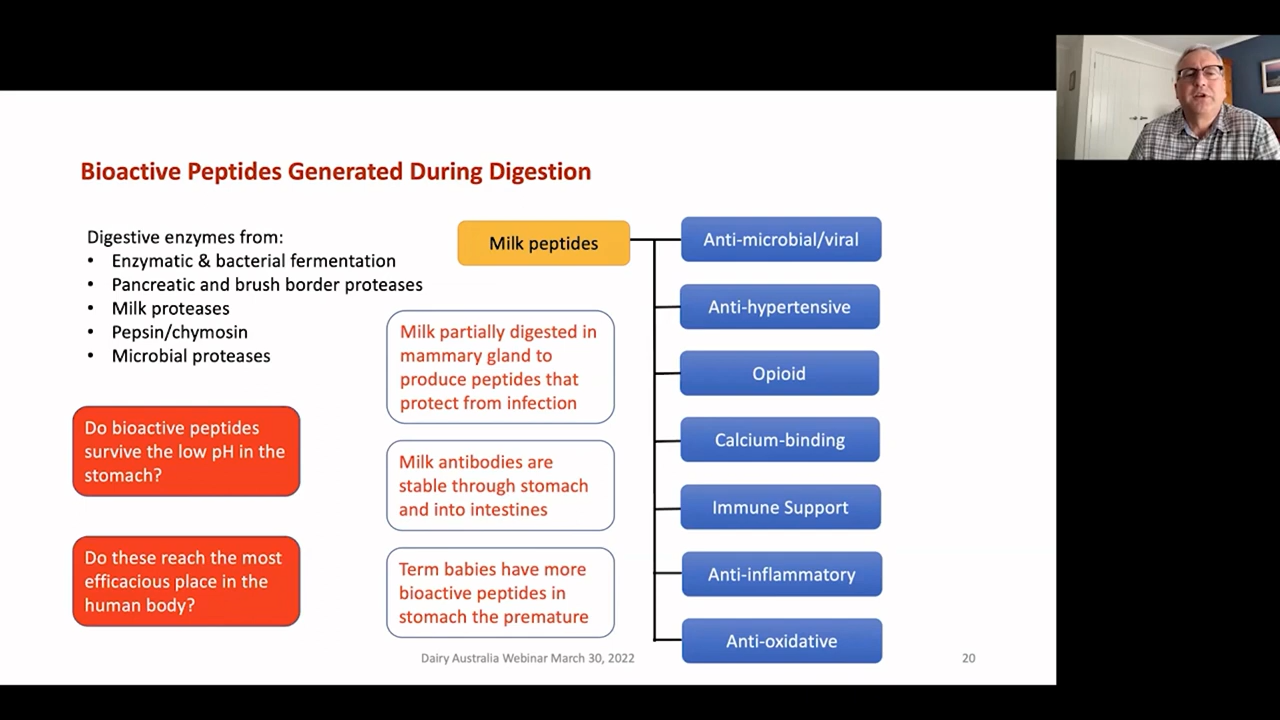 Bioactive Peptides Generated During Digestion
Digestive enzymes from:
• Enzymatic & bacterial fermentation
• Pancreatic and brush border proteases
• Milk proteases
• Pepsin/chymosin
• Microbial proteases
Do bioactive peptides
survive the low pH in the
stomach?
Do these reach the most
efficacious place in the
human body?
Milk partially digested in
mammary gland to
produce peptides that
protect from infection
Milk antibodies are
stable through stomach
and into intestines
Term babies have more
bioactive peptides in
stomach the premature
Milk peptides
Anti-microbial/viral
Anti-hypertensive
Opioid
Calcium-binding
Immune Support
Anti-inflammatory
Anti-oxidative
Dairy Australia Webinar March 30, 2022
20